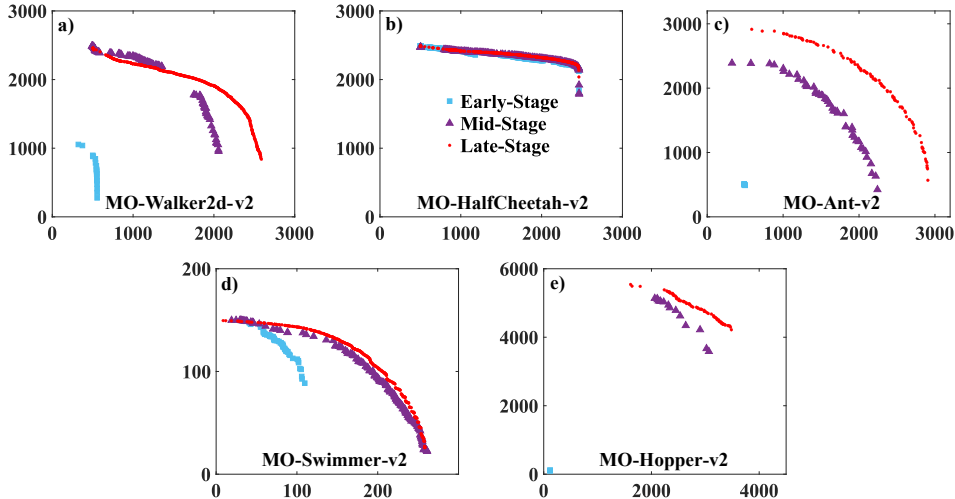 a)
3000
2000
1000
0
MO-Walker2d-v2
0 1000 2000 3000
b)
3000
2000
1000
0
Early-Stage
Mid-Stage
Late-Stage
MO-HalfCheetah-v2
0 1000 2000 3000
c)
3000
2000
1000
0
MO-Ant-v2
0 1000 2000 3000
d)
200
100
0
MO-Swimmer-v2
0 100 200
e)
6000
4000
2000
0
MO-Hopper-v2
0 2000 4000